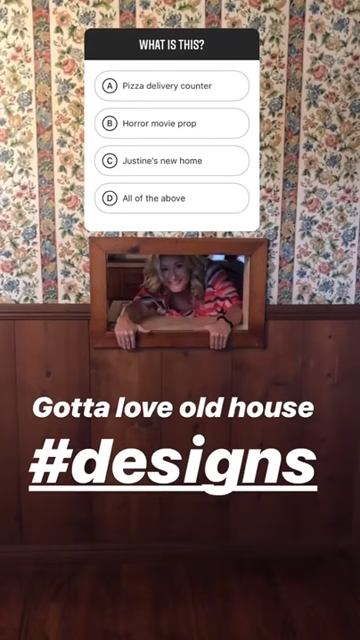 WHAT IS THIS?
A Pizza delivery counter
B Horror movie prop
C Justine's new home
D All of the above
Gotta love old house
#designs